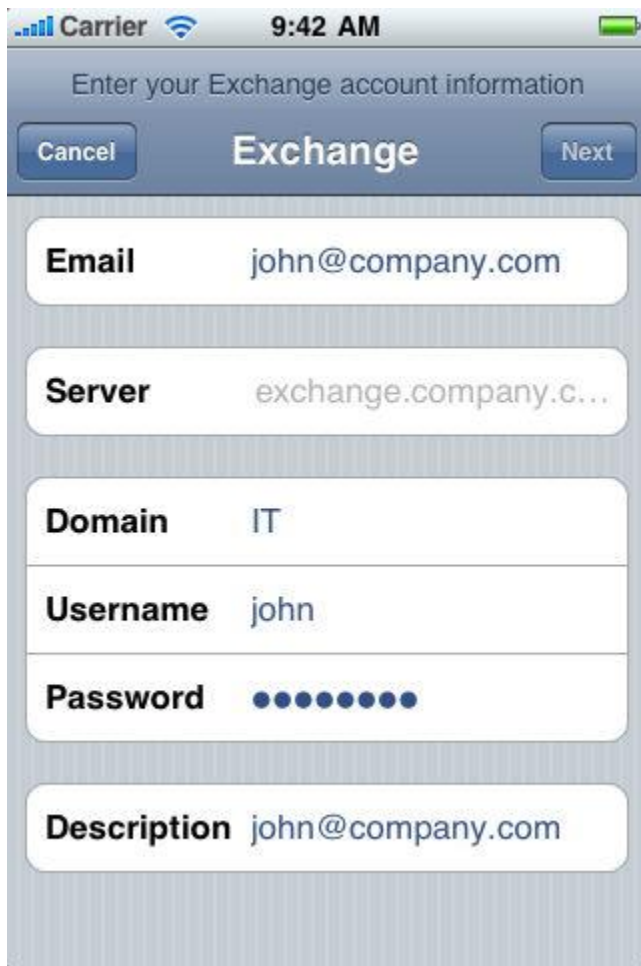 Carrier 9:42 AM
Enter your Exchange account information
Cancel Exchange Next
Email john@company.com
Server exchange.company.c...
Domain IT
Username john
Password ●●●●●●●●
Description john@company.com